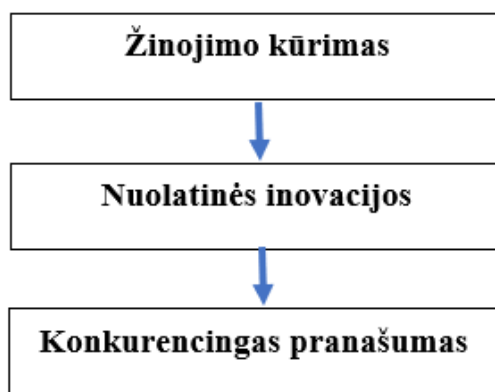 Žinojimo kūrimas
Nuolatinės inovacijos
Konkurencingas pranašumas